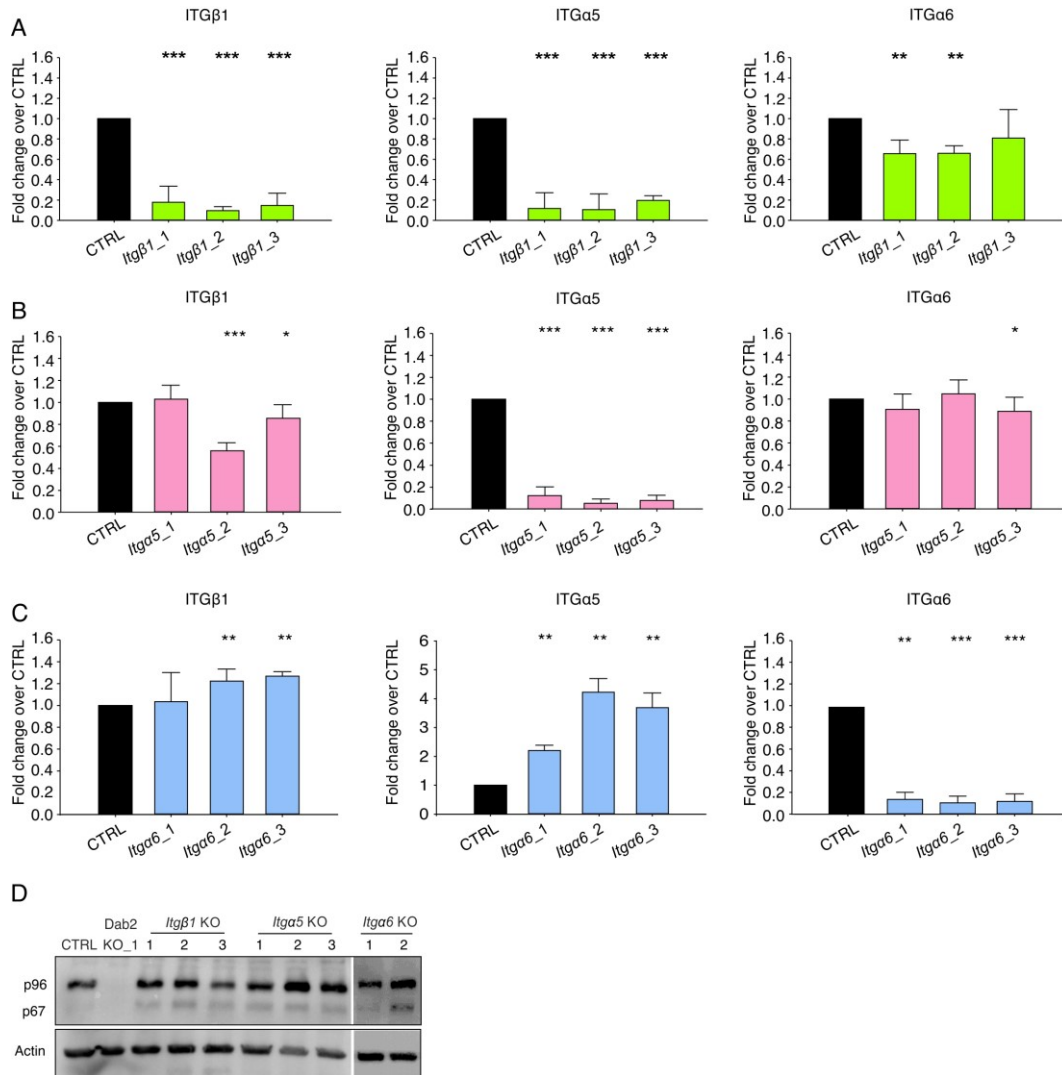 A
ITGβ1
ITGα5
ITGα6
Fold change over CTRL
1.6
1.4
1.2
1.0
0.8
0.6
0.4
0.2
0.0
*** *** ***
CTRL
Itgβ1_1
Itgβ1_2
Itgβ1_3
Fold change over CTRL
1.6
1.4
1.2
1.0
0.8
0.6
0.4
0.2
0.0
*** *** ***
CTRL
Itgβ1_1
Itgβ1_2
Itgβ1_3
Fold change over CTRL
1.6
1.4
1.2
1.0
0.8
0.6
0.4
0.2
0.0
** **
CTRL
Itgβ1_1
Itgβ1_2
Itgβ1_3
B
ITGβ1
ITGα5
ITGα6
Fold change over CTRL
1.6
1.4
1.2
1.0
0.8
0.6
0.4
0.2
0.0
*** *
CTRL
Itgα5_1
Itgα5_2
Itgα5_3
Fold change over CTRL
1.6
1.4
1.2
1.0
0.8
0.6
0.4
0.2
0.0
*** *** ***
CTRL
Itgα5_1
Itgα5_2
Itgα5_3
Fold change over CTRL
1.6
1.4
1.2
1.0
0.8
0.6
0.4
0.2
0.0
*
CTRL
Itgα5_1
Itgα5_2
Itgα5_3
C
ITGβ1
ITGα5
ITGα6
Fold change over CTRL
1.6
1.4
1.2
1.0
0.8
0.6
0.4
0.2
0.0
** **
CTRL
Itgα6_1
Itgα6_2
Itgα6_3
Fold change over CTRL
6
5
4
3
2
1
0
** ** **
CTRL
Itgα6_1
Itgα6_2
Itgα6_3
Fold change over CTRL
1.6
1.4
1.2
1.0
0.8
0.6
0.4
0.2
0.0
** *** ***
CTRL
Itgα6_1
Itgα6_2
Itgα6_3
D
Dab2 Itgβ1 KO Itgα5 KO Itgα6 KO
CTRL KO_1 1 2 3 1 2 3 1 2
p96
p67
Actin